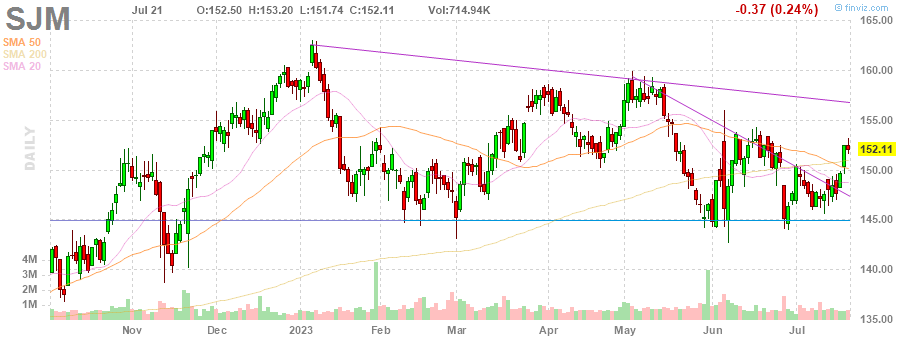 SJM Jul 21 O:152.50 H:153.20 L:151.74 C:152.11 Vol:714.94K -0.37 (0.24%) © finviz.com
SMA 50
SMA 200
SMA 20
DAILY
165.00
160.00
155.00
152.11
150.00
145.00
140.00
135.00
4M
3M
2M
1M
Nov Dec 2023 Feb Mar Apr May Jun Jul